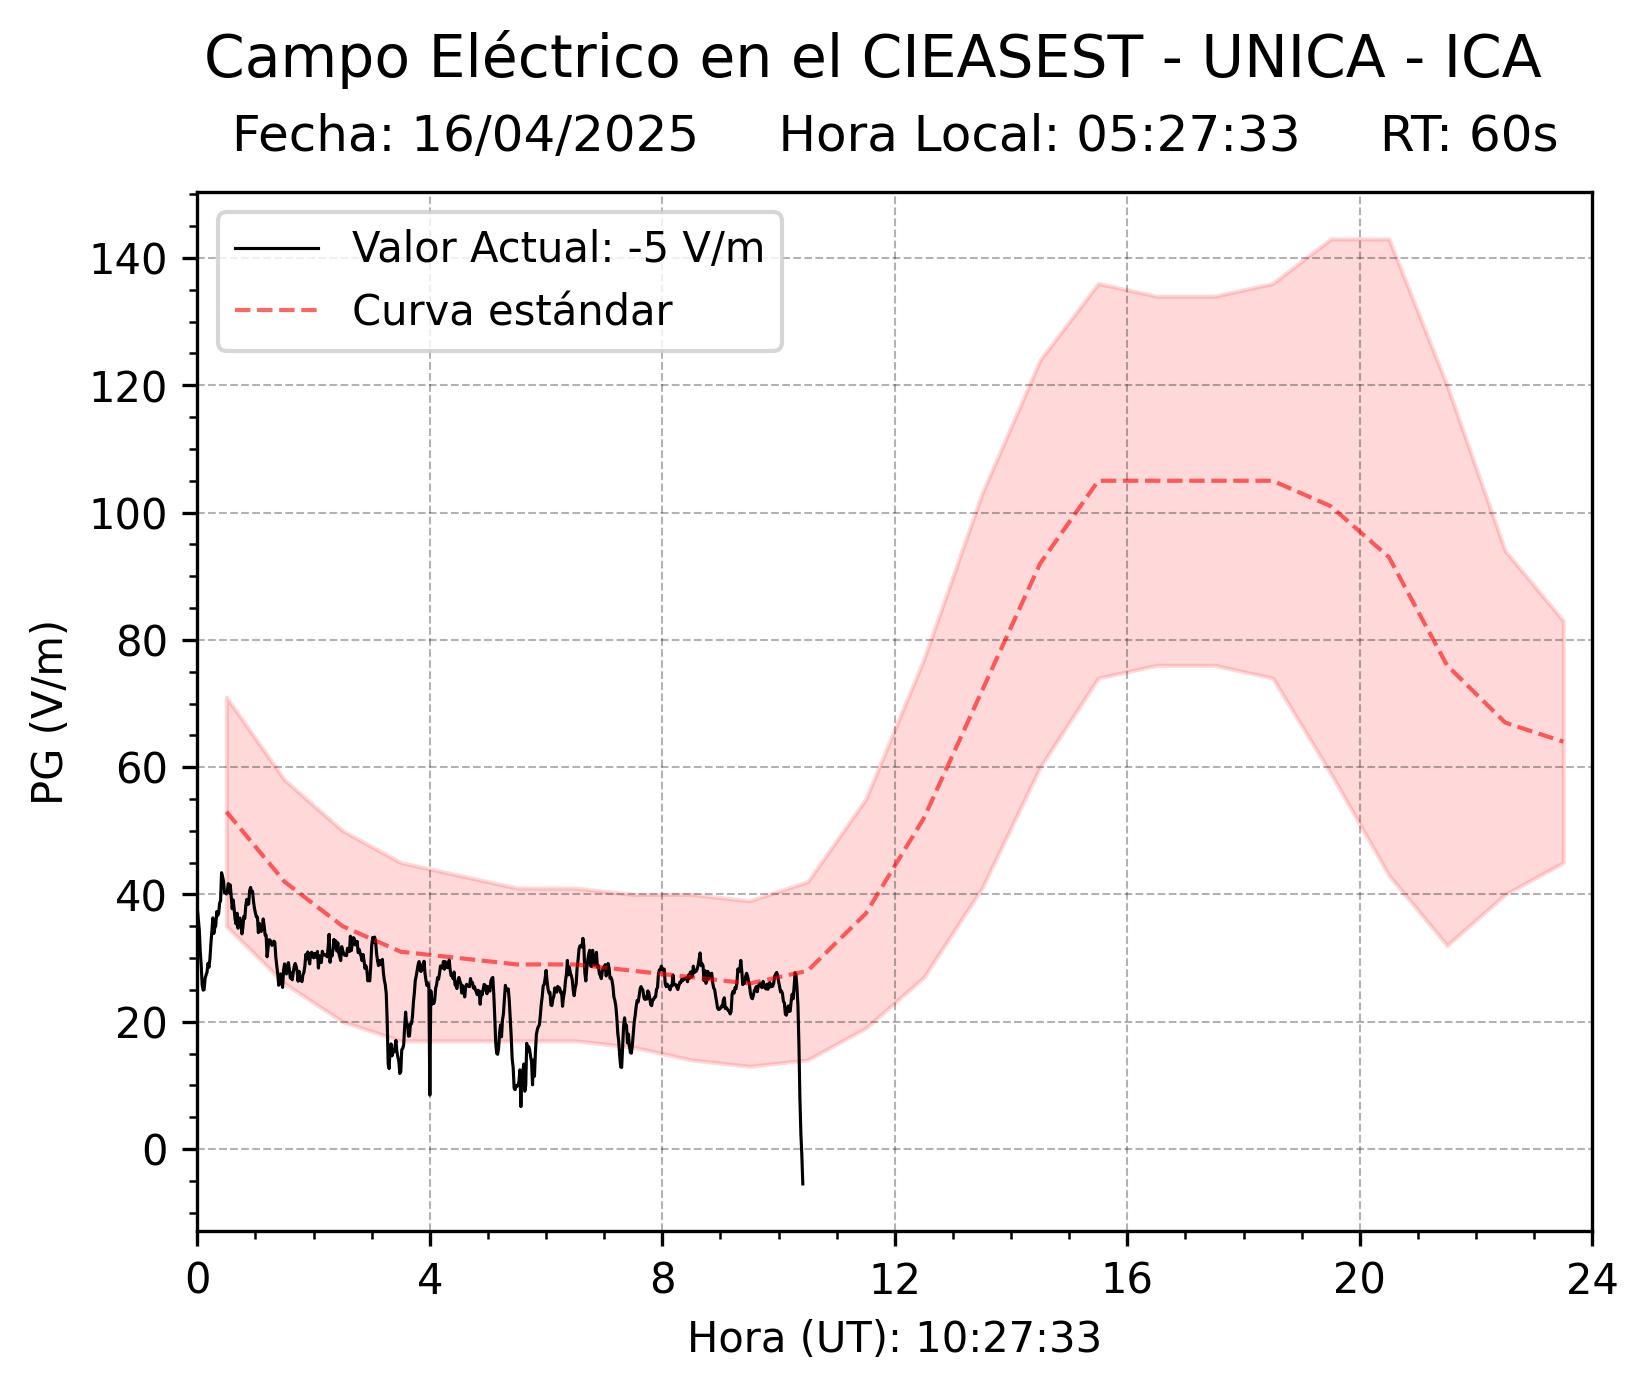 Campo Eléctrico en el CIEASEST - UNICA - ICA
Fecha: 16/04/2025 Hora Local: 05:27:33 RT: 60s
Valor Actual: -5 V/m
Curva estándar
140
120
100
80
60
40
20
0
PG (V/m)
0 4 8 12 16 20 24
Hora (UT): 10:27:33